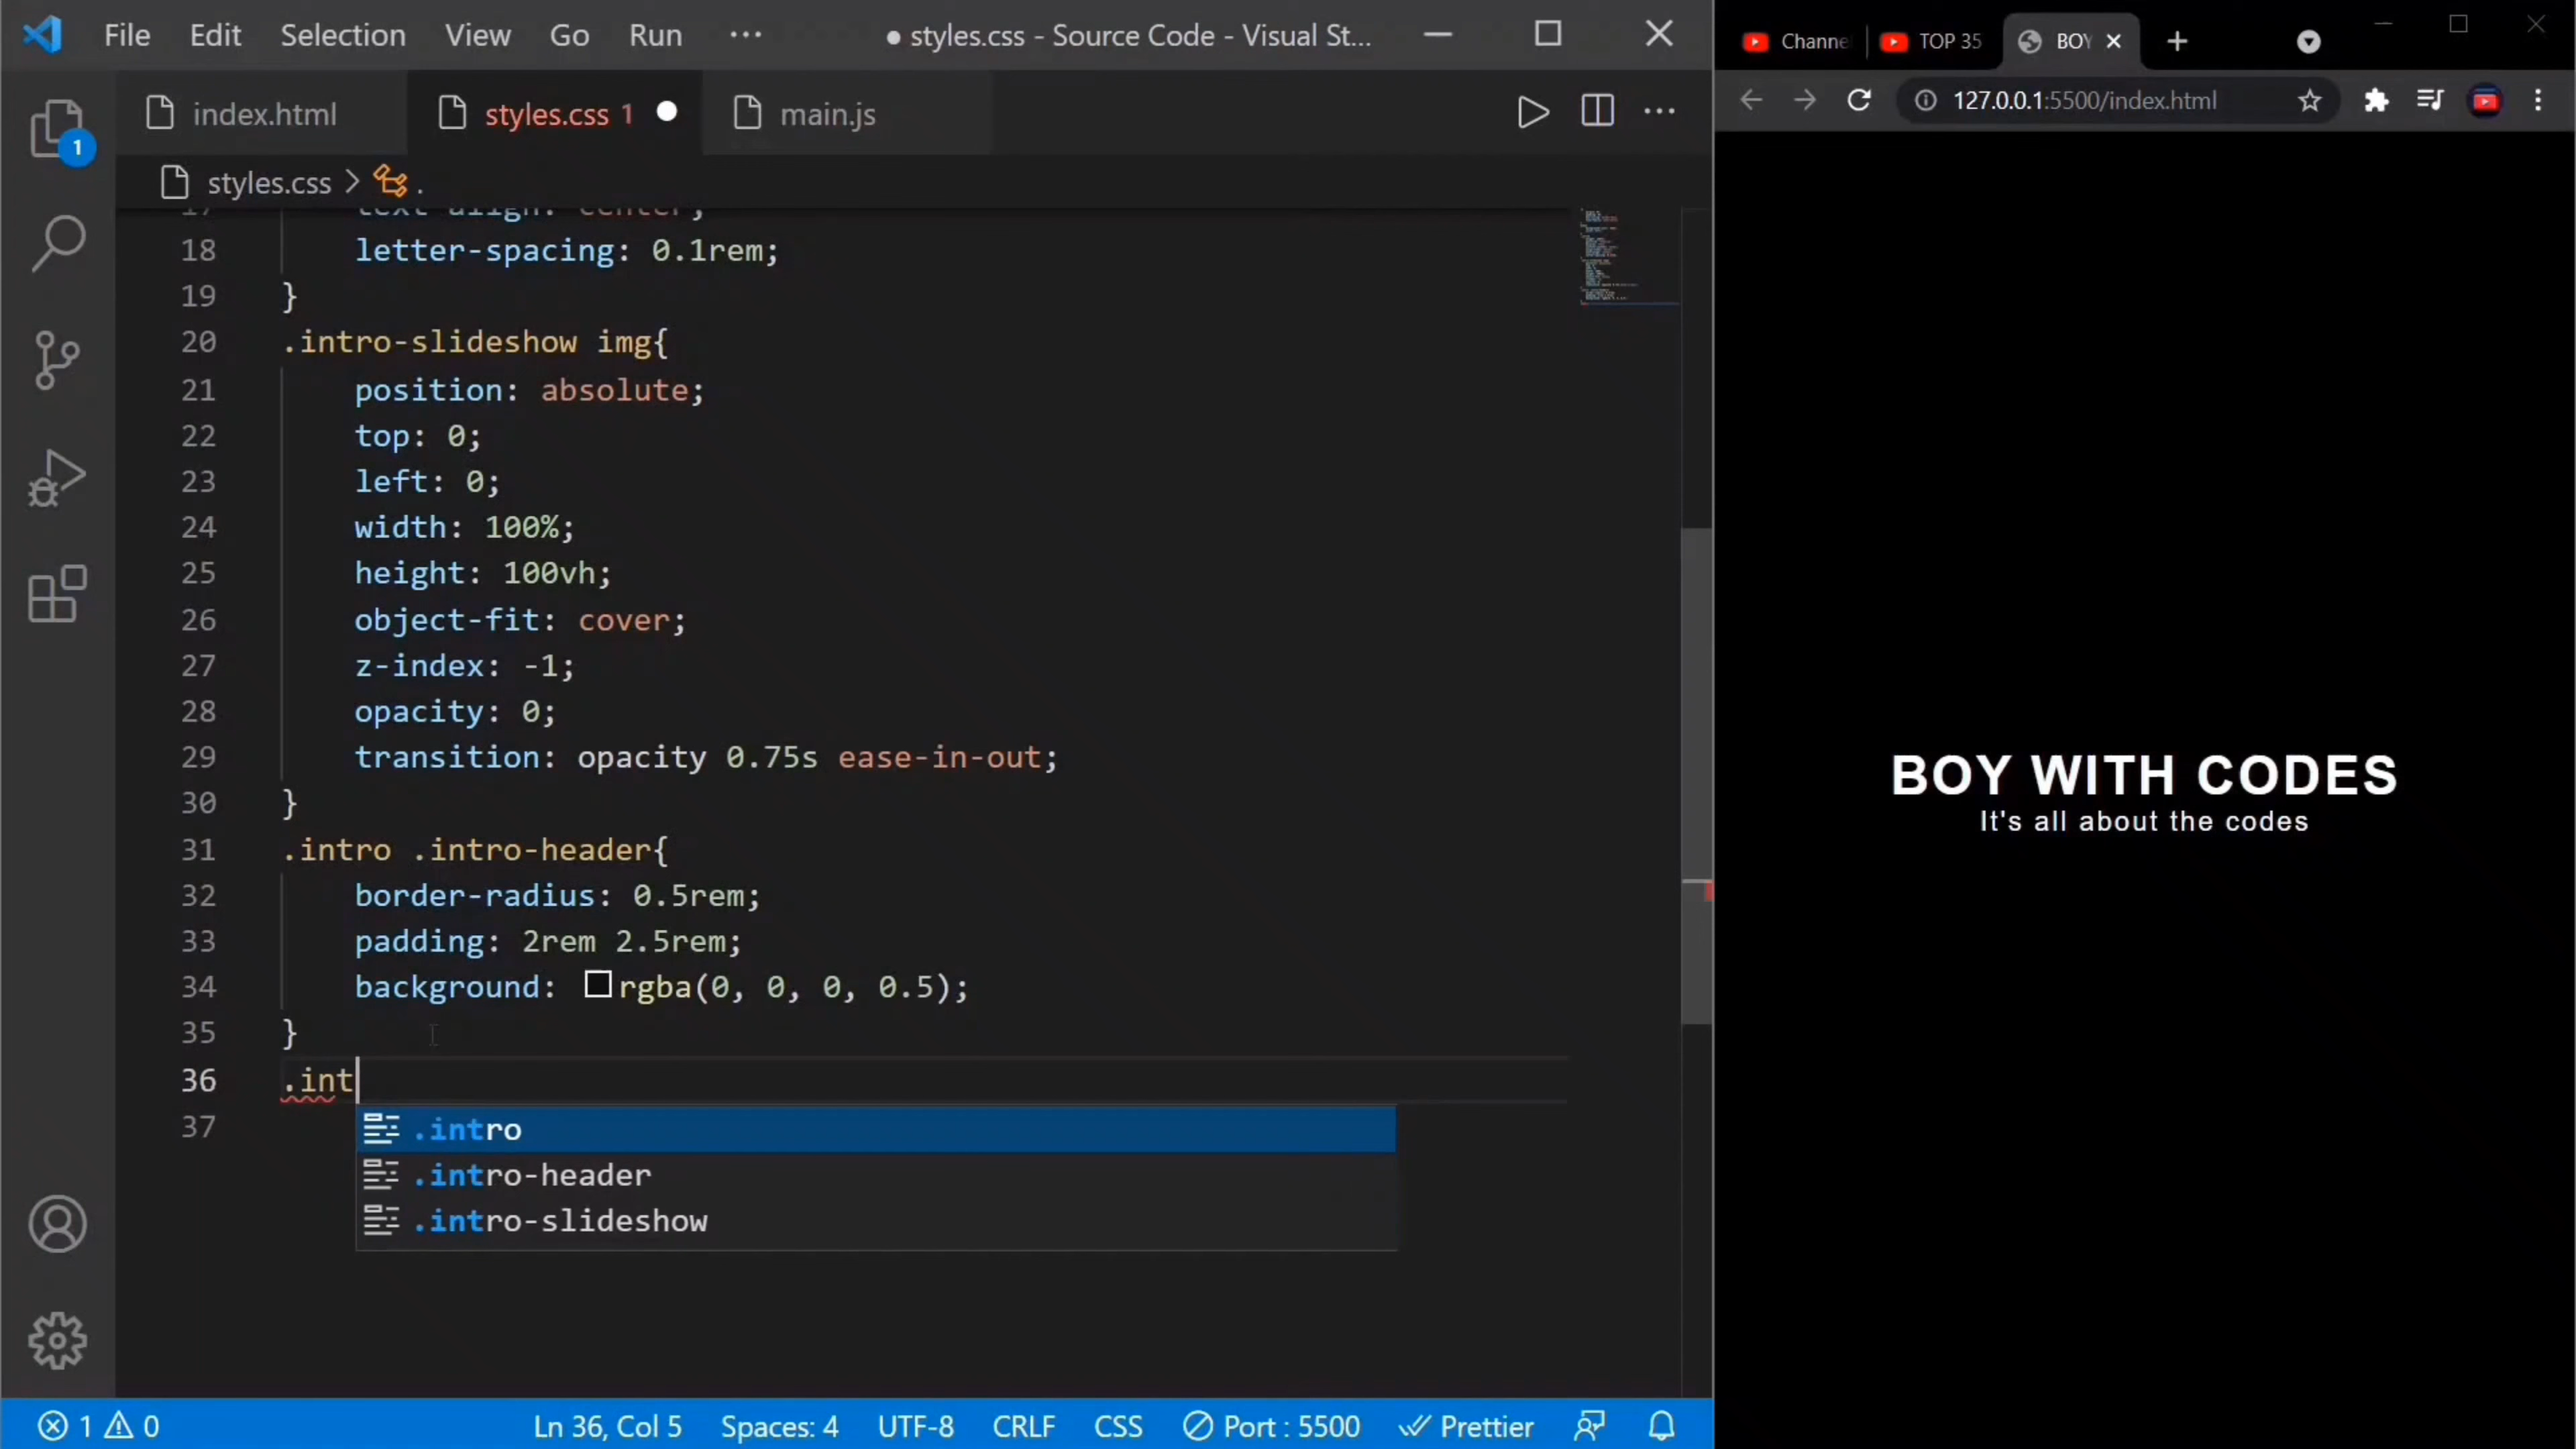 File Edit Selection View Go Run ··· ● styles.css - Source Code - Visual St...
index.html styles.css 1 ● main.js
styles.css > .
17 text-align: center;
18 letter-spacing: 0.1rem;
19 }
20 .intro-slideshow img{
21 position: absolute;
22 top: 0;
23 left: 0;
24 width: 100%;
25 height: 100vh;
26 object-fit: cover;
27 z-index: -1;
28 opacity: 0;
29 transition: opacity 0.75s ease-in-out;
30 }
31 .intro .intro-header{
32 border-radius: 0.5rem;
33 padding: 2rem 2.5rem;
34 background: rgba(0, 0, 0, 0.5);
35 }
36 .int
37
.intro
.intro-header
.intro-slideshow
1
1 0 Ln 36, Col 5 Spaces: 4 UTF-8 CRLF CSS Port : 5500 Prettier
Channe TOP 35 BOY
127.0.0.1:5500/index.html
BOY WITH CODES
It's all about the codes